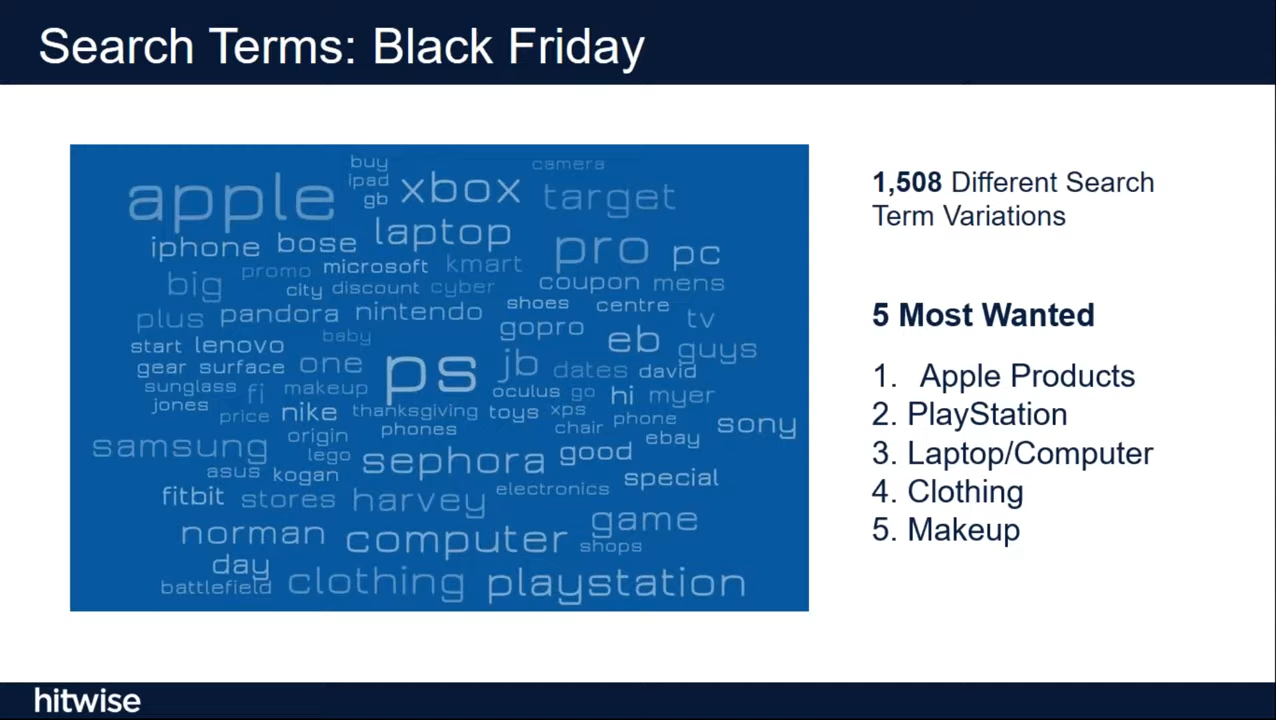 Search Terms: Black Friday
buy camera
apple ipad xbox target
gb
iphone bose laptop pro pc
promo microsoft kmart
big city discount cyber coupon mens
plus pandora nintendo shoes centre
baby gopro tv
start lenovo eb guys
gear surface one ps jb dates david
sunglass fi makeup oculus go hi myer
jones price nike thanksgiving toys xps phone
origin phones chair sony
samsung lego ebay
asus kogan sephora good
fitbit stores harvey electronics special
norman computer game
shops
day
battlefield clothing playstation
1,508 Different Search
Term Variations
5 Most Wanted
1. Apple Products
2. PlayStation
3. Laptop/Computer
4. Clothing
5. Makeup
hitwise